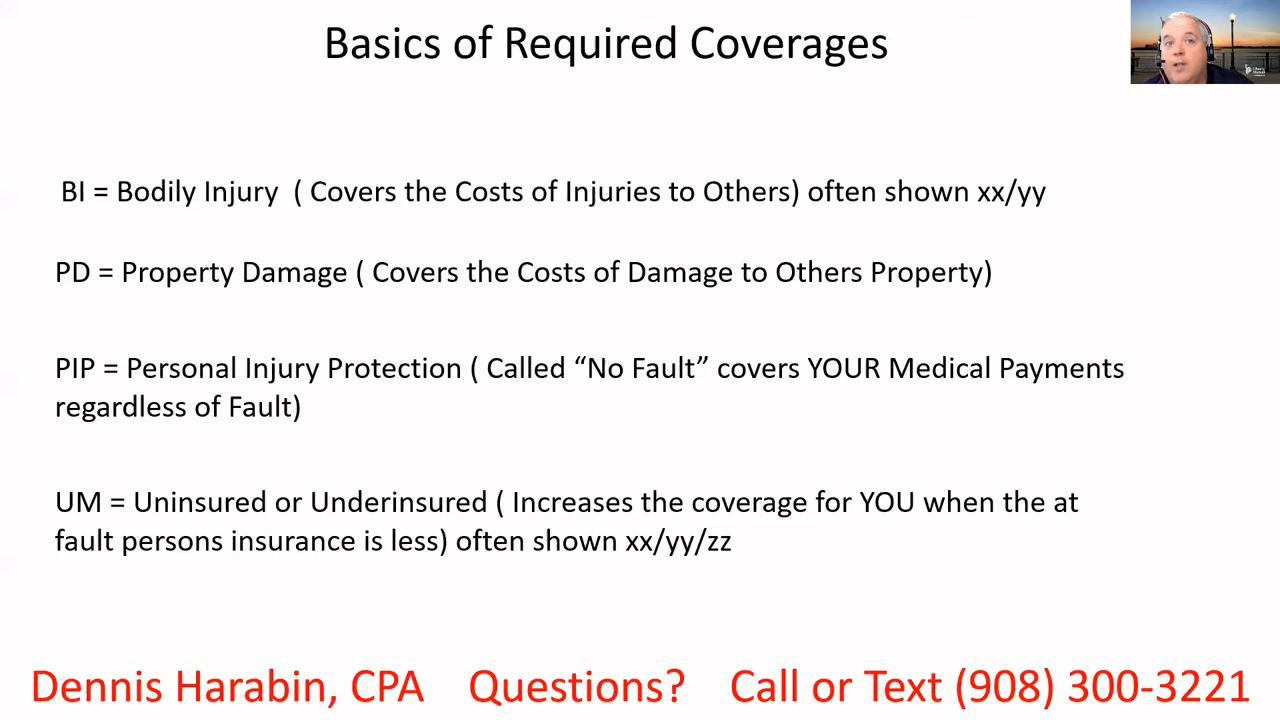 Basics of Required Coverages
BI = Bodily Injury ( Covers the Costs of Injuries to Others) often shown xx/yy
PD = Property Damage ( Covers the Costs of Damage to Others Property)
PIP = Personal Injury Protection ( Called “No Fault” covers YOUR Medical Payments
regardless of Fault)
UM = Uninsured or Underinsured ( Increases the coverage for YOU when the at
fault persons insurance is less) often shown xx/yy/zz
Dennis Harabin, CPA Questions? Call or Text (908) 300-3221